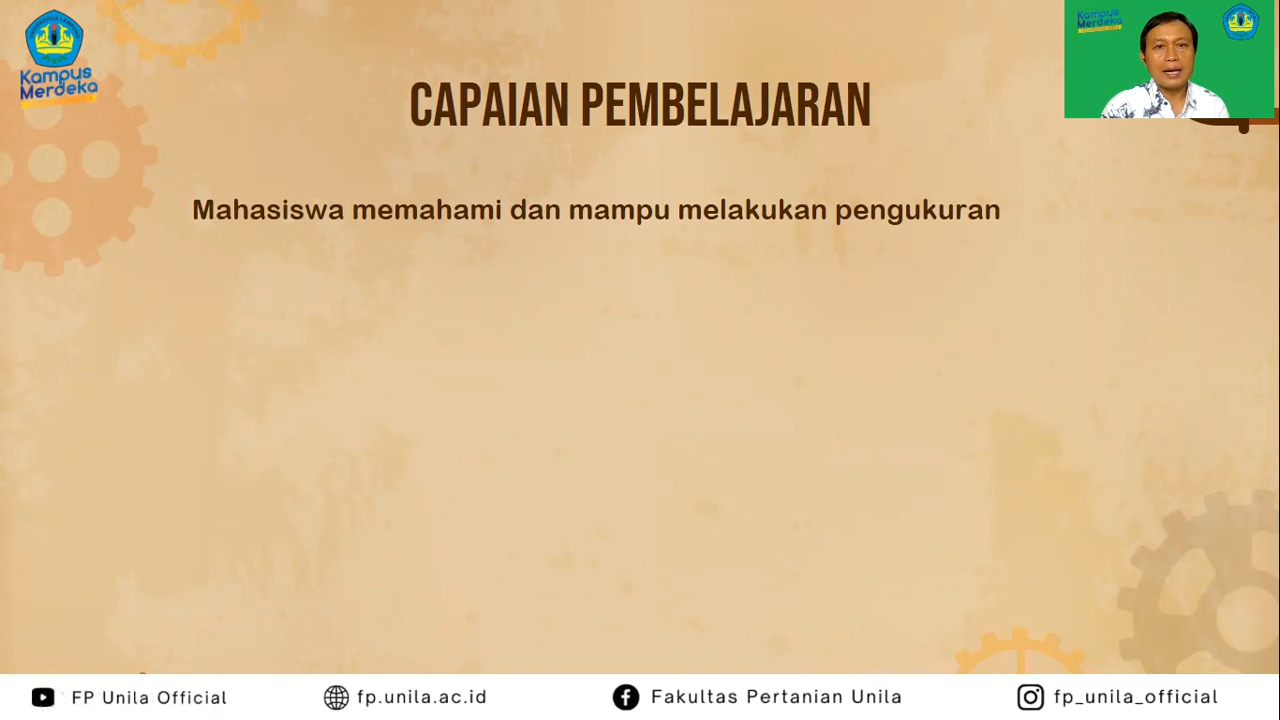 Kampus
Merdeka
CAPAIAN PEMBELAJARAN
Kampus
Merdeka
Mahasiswa memahami dan mampu melakukan pengukuran
FP Unila Official
fp.unila.ac.id
Fakultas Pertanian Unila
fp_unila_official